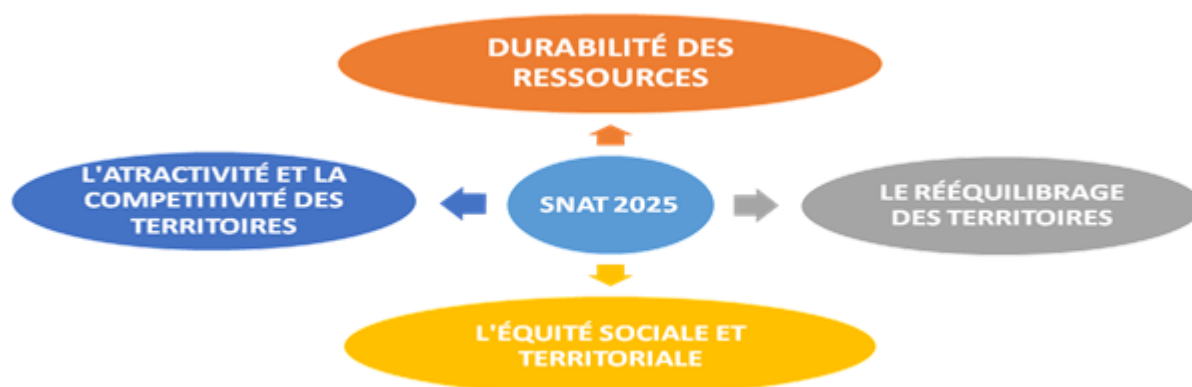 DURABILITÉ DES
RESSOURCES
L'ATRACTIVITÉ ET LA
COMPETITIVITÉ DES
TERRITOIRES
SNAT 2025
LE RÉÉQUILIBRAGE
DES TERRITOIRES
L'ÉQUITÉ SOCIALE ET
TERRITORIALE